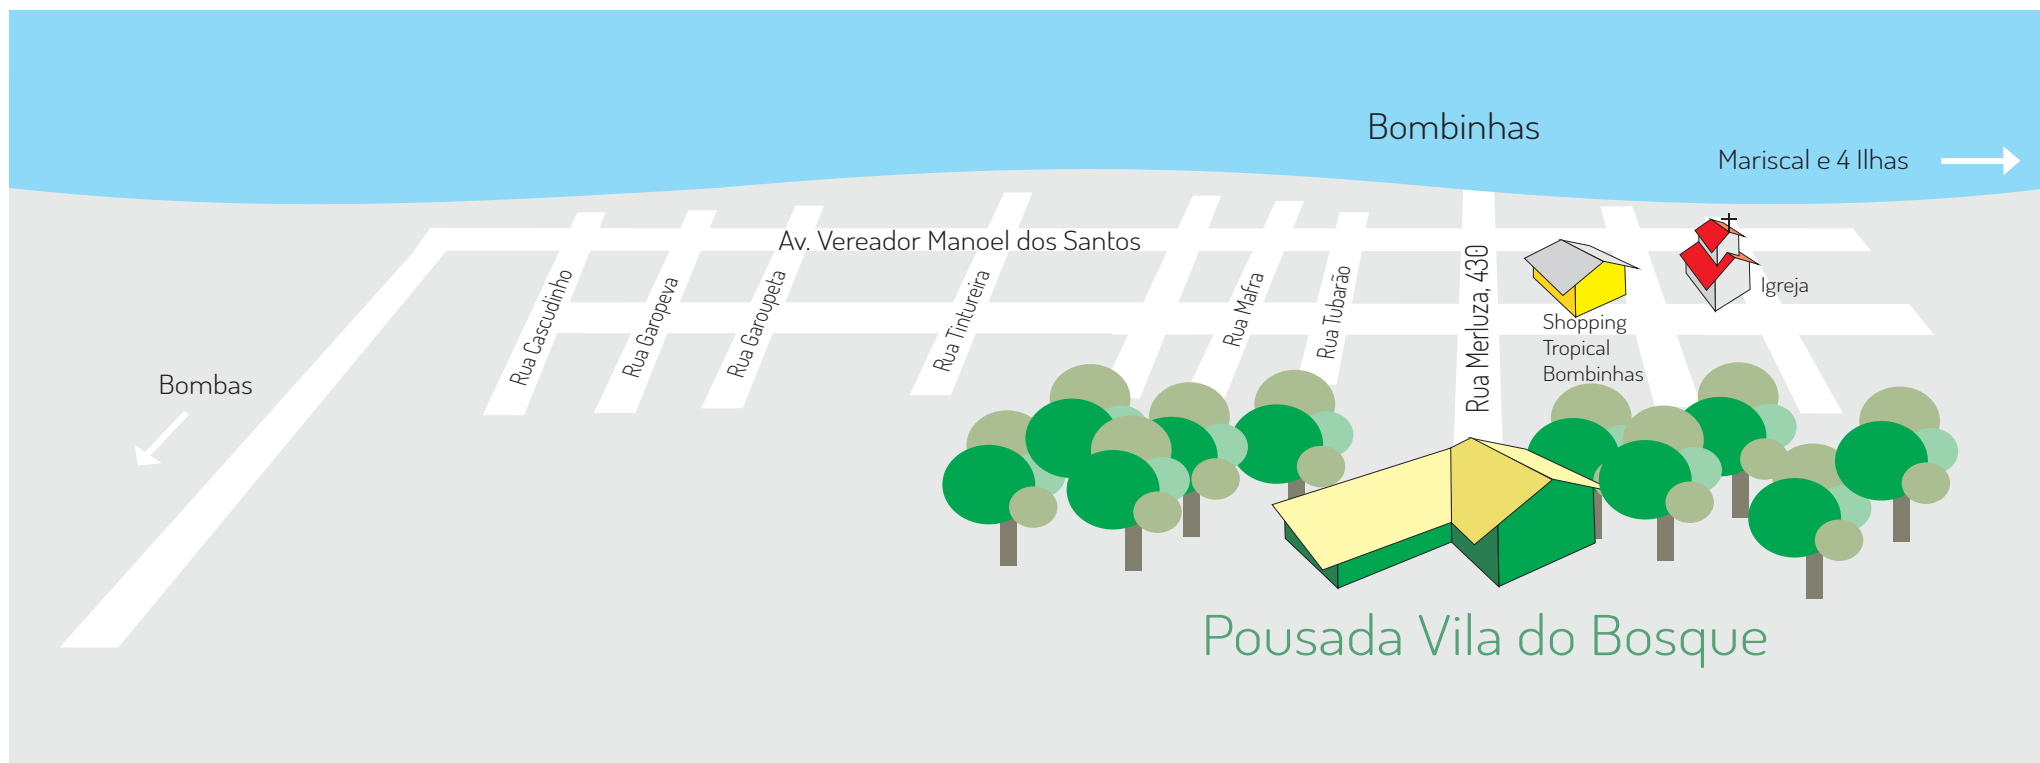 Bombinhas
Mariscal e 4 Ilhas
Av. Vereador Manoel dos Santos
Rua Cascudinho
Rua Garopeva
Rua Garoupeta
Rua Tintureira
Rua Mafra
Rua Tubarão
Rua Merluza, 430
Igreja
Shopping
Tropical
Bombinhas
Bombas
Pousada Vila do Bosque